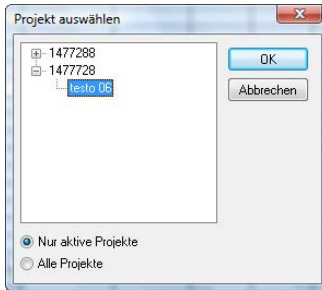 Projekt auswählen
1477288
1477728
testo 06
OK
Abbrechen
Nur aktive Projekte
Alle Projekte